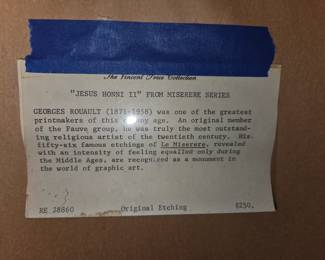 The Vincent Price Collection
"JESUS HONNI II" FROM MISERERE SERIES
GEORGES ROUAULT (1871-1958) was one of the greatest
printmakers of this or any age. An original member
of the Fauve group, he was truly the most outstand-
ing religious artist of the twentieth century. His
fifty-six famous etchings of Le Miserere, revealed
with an intensity of feeling equalled only during
the Middle Ages, are recognized as a monument in
the world of graphic art.
RE 28860 Original Etching $250.